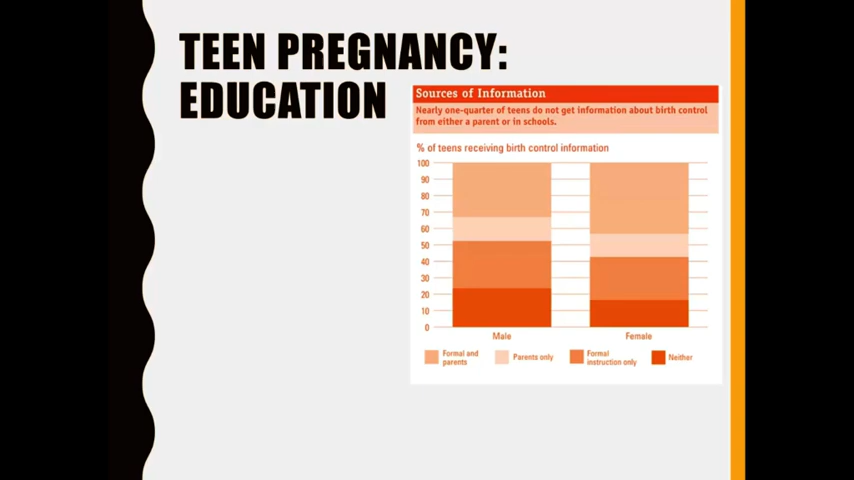 TEEN PREGNANCY:
EDUCATION
Sources of Information
Nearly one-quarter of teens do not get information about birth control
from either a parent or in schools.
% of teens receiving birth control information
100
90
80
70
60
50
40
30
20
10
0
Male
Female
Formal and
parents
Parents only
Formal
instruction only
Neither